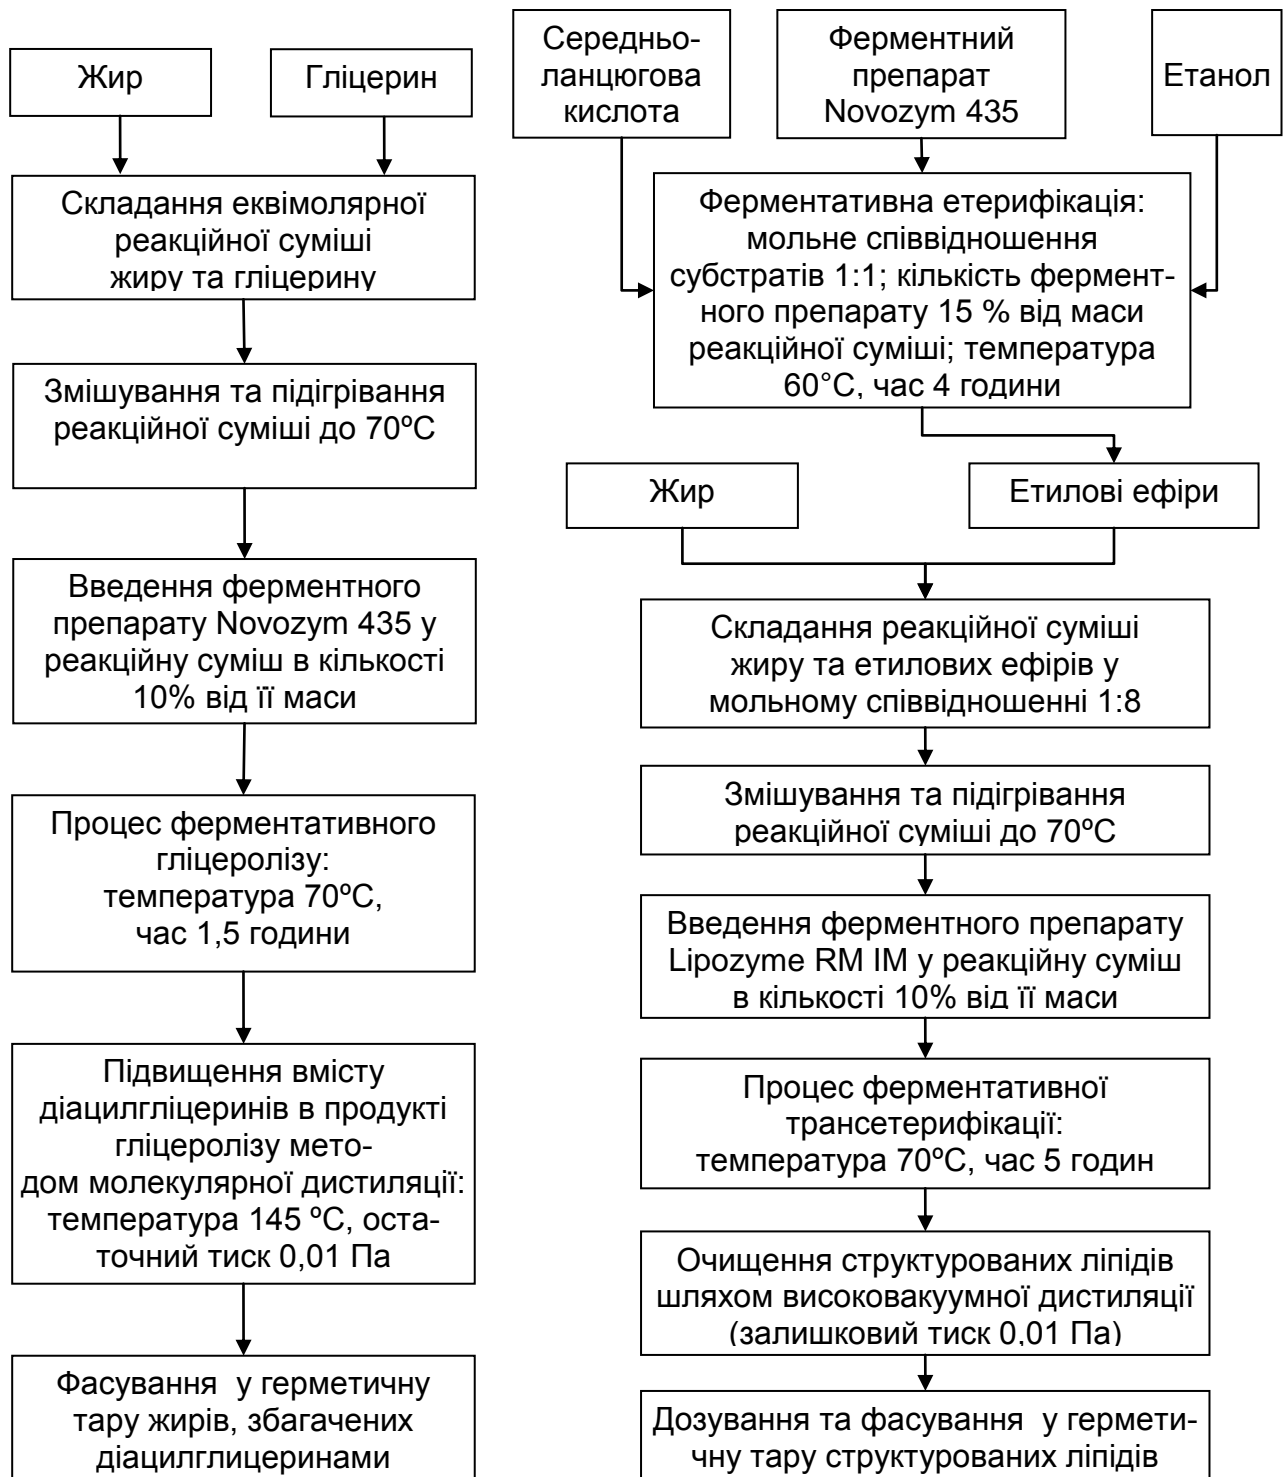 Жир
Гліцерин
Складання еквімолярної
реакційної суміші
жиру та гліцерину
Змішування та підігрівання
реакційної суміші до 70ºС
Введення ферментного
препарату Novozym 435 у
реакційну суміш в кількості
10% від її маси
Процес ферментативного
гліцеролізу:
температура 70ºС,
час 1,5 години
Підвищення вмісту
діацилгліцеринів в продукті
гліцеролізу мето-
дом молекулярної дистиляції:
температура 145 ºС, оста-
точний тиск 0,01 Па
Фасування у герметичну
тару жирів, збагачених
діацилглицеринами
Середньо-
ланцюгова
кислота
Ферментний
препарат
Novozym 435
Етанол
Ферментативна етерифікація:
мольне співвідношення
субстратів 1:1; кількість фермент-
ного препарату 15 % від маси
реакційної суміші; температура
60°С, час 4 години
Жир
Етилові ефіри
Складання реакційної суміші
жиру та етилових ефірів у
мольному співвідношенні 1:8
Змішування та підігрівання
реакційної суміші до 70ºС
Введення ферментного препарату
Lipozyme RM IM у реакційну суміш
в кількості 10% від її маси
Процес ферментативної
трансетерифікації:
температура 70ºС, час 5 годин
Очищення структурованих ліпідів
шляхом високовакуумної дистиляції
(залишковий тиск 0,01 Па)
Дозування та фасування у гермети-
чну тару структурованих ліпідів